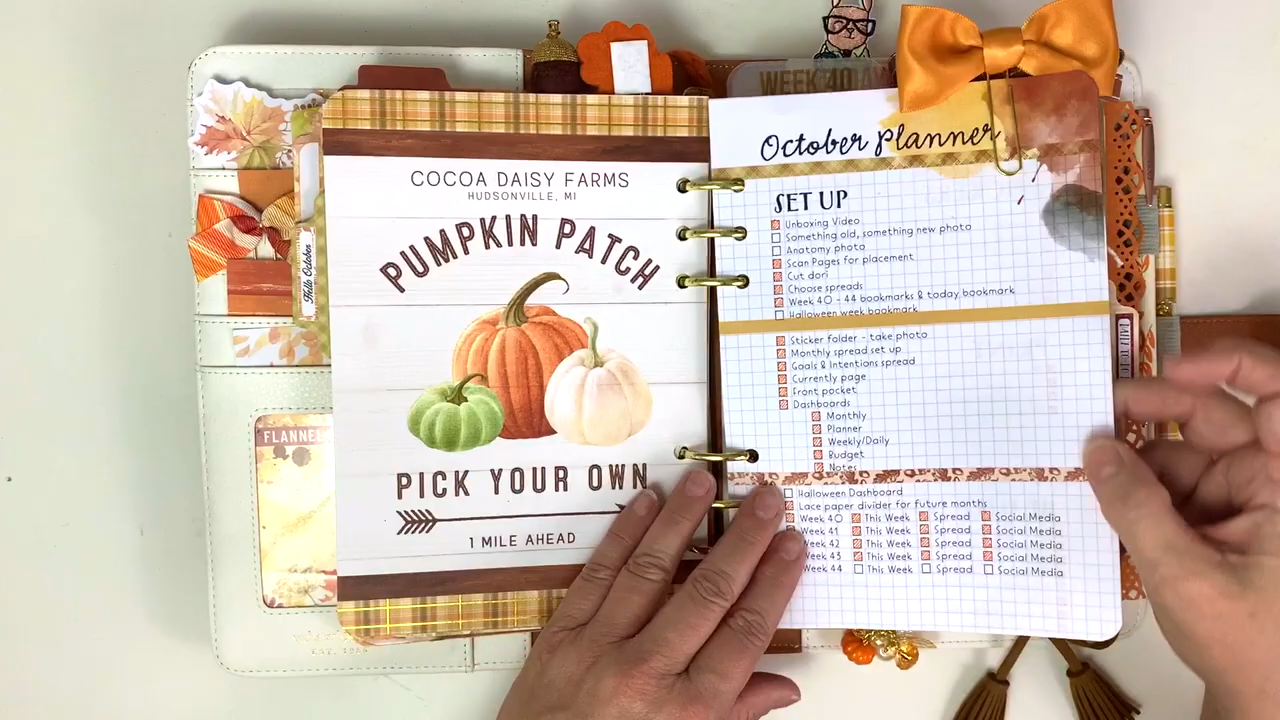 WEEK 40
Hello October
FLANNEL
COCOA DAISY FARMS
HUDSONVILLE, MI
PUMPKIN PATCH
PICK YOUR OWN
1 MILE AHEAD
October Planner
SET UP
Unboxing Video
Something old, something new photo
Anatomy photo
Scan Pages for placement
Cut dori
Choose spreads
Week 40 - 44 bookmarks & today bookmark
Halloween week bookmark
Sticker folder - take photo
Monthly spread set up
Goals & Intentions spread
Currently page
Front pocket
Dashboards
Monthly
Planner
Weekly/Daily
Budget
Notes
Halloween Dashboard
Lace paper divider for future months
Week 40 This Week Spread Social Media
Week 41 This Week Spread Social Media
Week 42 This Week Spread Social Media
Week 43 This Week Spread Social Media
Week 44 This Week Spread Social Media